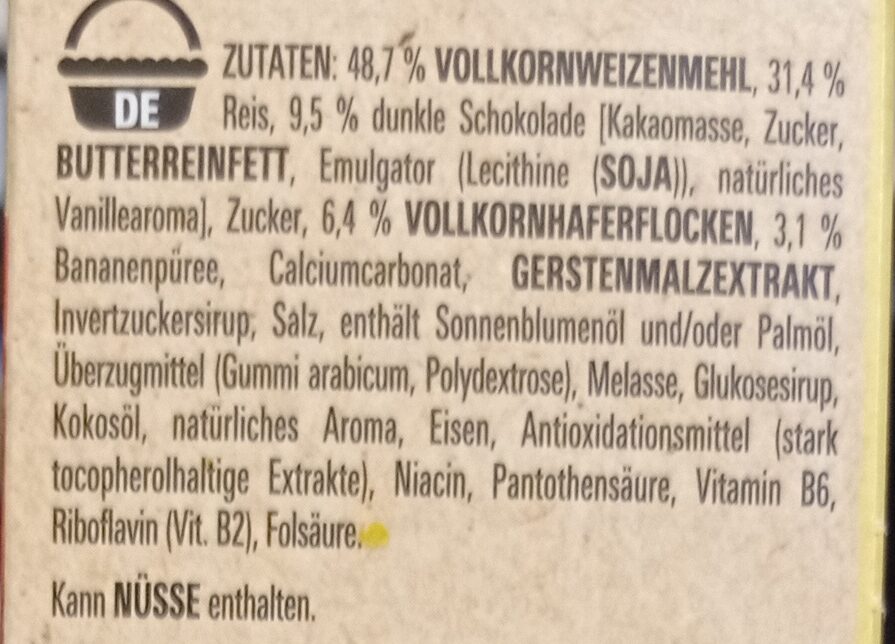 DE
ZUTATEN: 48,7 % VOLLKORNWEIZENMEHL, 31,4 %
Reis, 9,5 % dunkle Schokolade [Kakaomasse, Zucker,
BUTTERREINFETT, Emulgator (Lecithine (SOJA)), natürliches
Vanillearoma], Zucker, 6,4 % VOLLKORNHAFERFLOCKEN, 3,1 %
Bananenpüree, Calciumcarbonat, GERSTENMALZEXTRAKT,
Invertzuckersirup, Salz, enthält Sonnenblumenöl und/oder Palmöl,
Überzugmittel (Gummi arabicum, Polydextrose), Melasse, Glukosesirup,
Kokosöl, natürliches Aroma, Eisen, Antioxidationsmittel (stark
tocopherolhaltige Extrakte), Niacin, Pantothensäure, Vitamin B6,
Riboflavin (Vit. B2), Folsäure.
Kann NÜSSE enthalten.